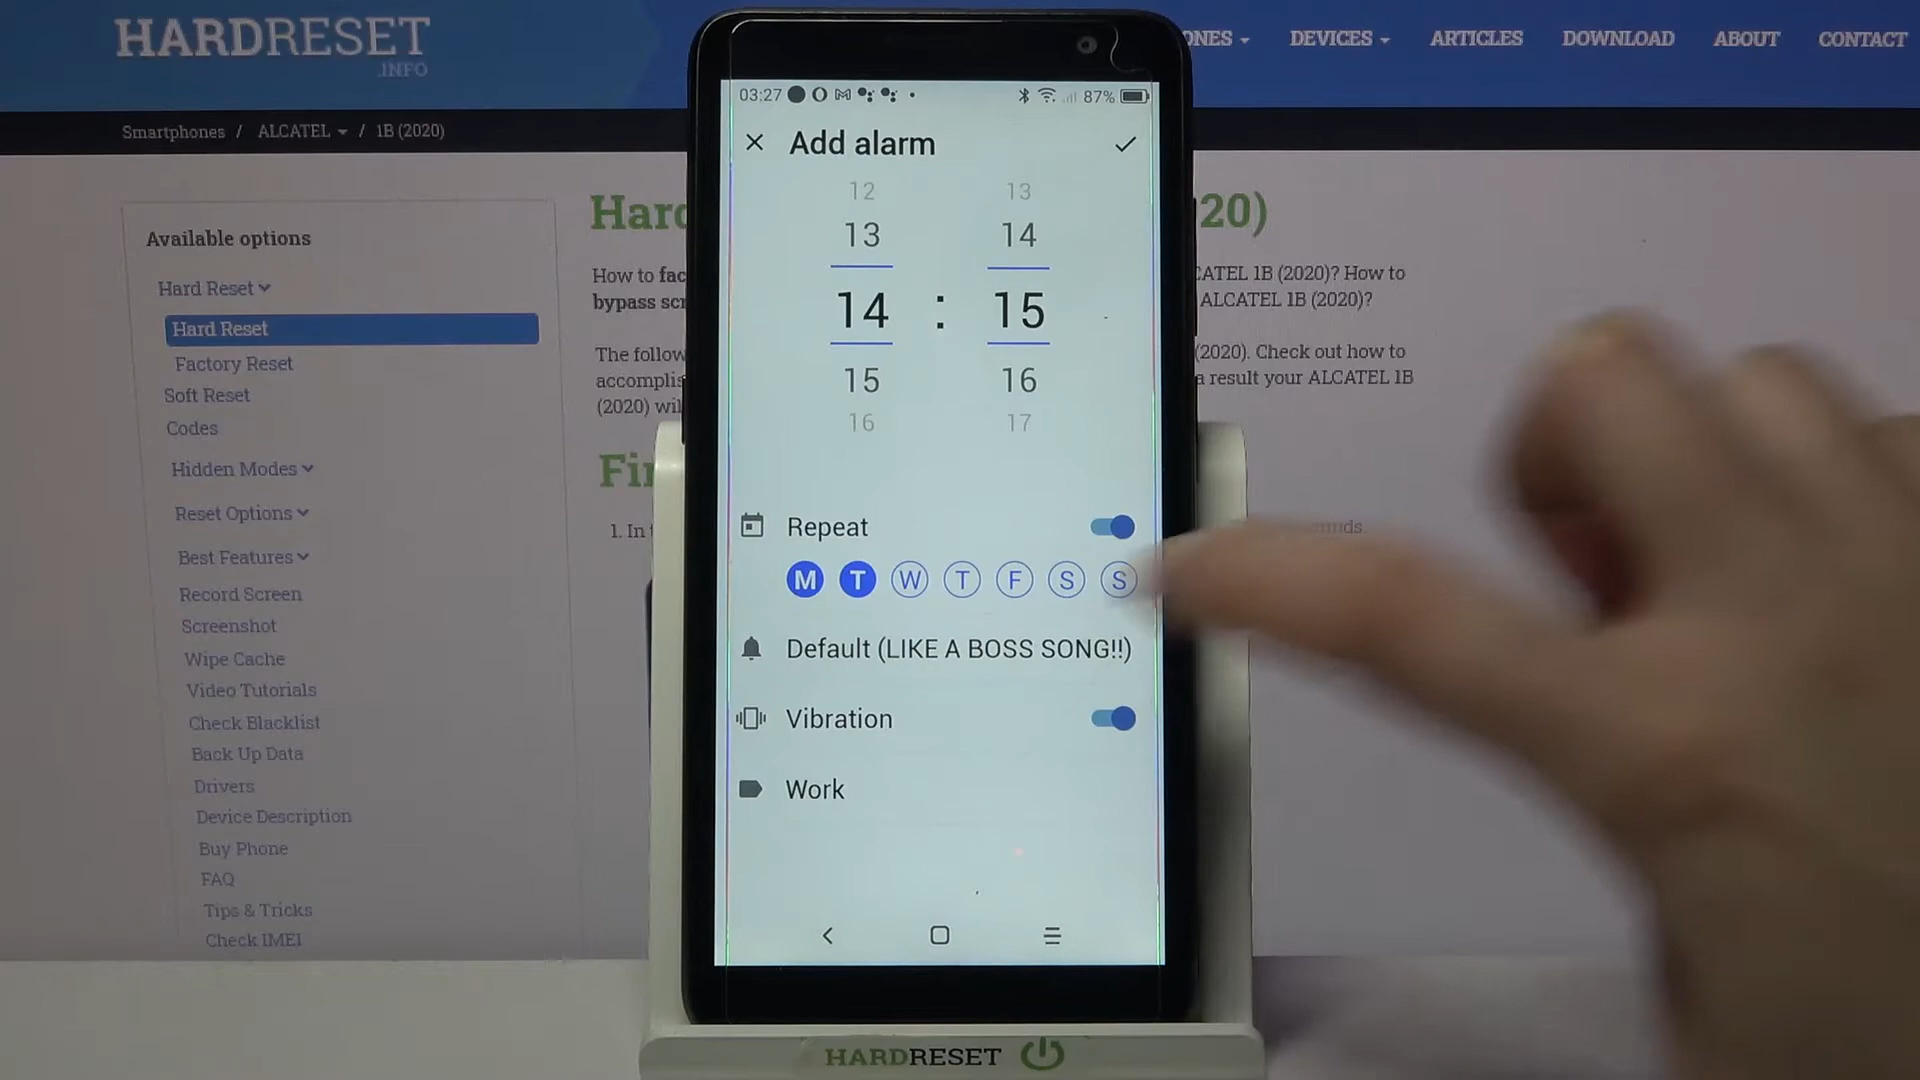 HARDRESET
.INFO
ONES DEVICES ARTICLES DOWNLOAD ABOUT CONTACT
Smartphones / ALCATEL / 1B (2020)
Available options
Hard Reset
Hard Reset
Factory Reset
Soft Reset
Codes
Hidden Modes
Reset Options
Best Features
Record Screen
Screenshot
Wipe Cache
Video Tutorials
Check Blacklist
Back Up Data
Drivers
Device Description
Buy Phone
FAQ
Tips & Tricks
Check IMEI
Hard 20)
How to fac CATEL 1B (2020)? How to
bypass scr ALCATEL 1B (2020)?
The follow (2020). Check out how to
accomplis a result your ALCATEL 1B
(2020) wil
Fir
1. In t
03:27 87%
Add alarm
12 13
13 14
14 : 15
15 16
16 17
Repeat
M T W T F S S
Default (LIKE A BOSS SONG!!)
Vibration
Work
HARDRESET